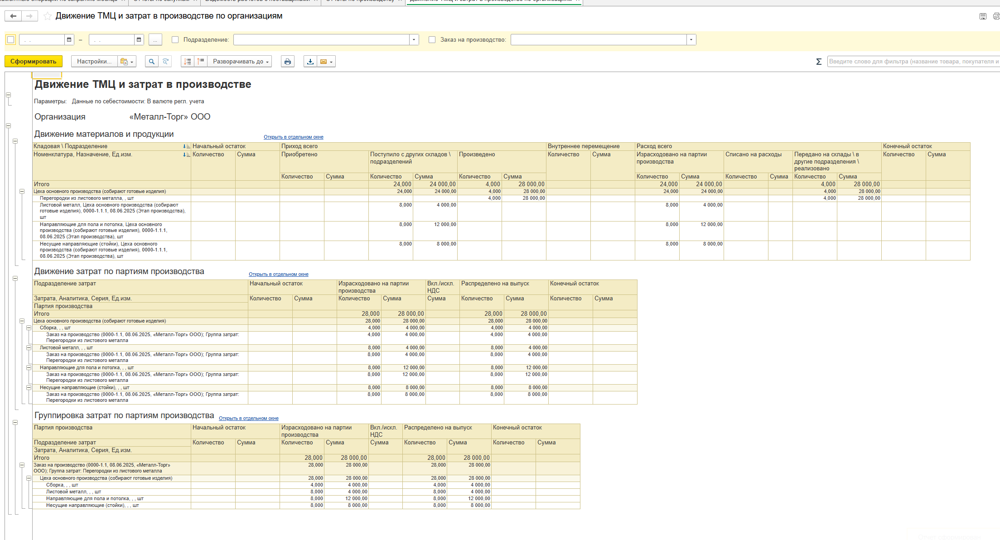 Движение ТМЦ и затрат в производстве по организациям
. . – . . ... Подразделение: Заказ на производство:
Сформировать Настройки... Разворачивать до Σ Введите слово для фильтра (название товара, покупателя и
Движение ТМЦ и затрат в производстве
Параметры: Данные по себестоимости: В валюте регл. учета
Организация «Металл-Торг» ООО
Движение материалов и продукции Открыть в отдельном окне
Кладовая \ Подразделение Начальный остаток Приход всего Внутреннее перемещение Расход всего Конечный остаток
Номенклатура, Назначение, Ед.изм. Количество Сумма Приобретено Поступило с других складов \ Произведено Количество Сумма Израсходовано на партии Списано на расходы Передано на склады \ в Количество Сумма
подразделений производства другие подразделения \
реализовано
Количество Сумма Количество Сумма Количество Сумма Количество Сумма Количество Сумма Количество Сумма
Итого 24,000 24 000,00 4,000 28 000,00 24,000 24 000,00 4,000 28 000,00
Цеха основного производства (собирают готовые изделия) 24,000 24 000,00 4,000 28 000,00 24,000 24 000,00 4,000 28 000,00
Перегородки из листового металла, , шт 4,000 28 000,00 4,000 28 000,00
Листовой металл, Цеха основного производства (собирают 8,000 4 000,00 8,000 4 000,00
готовые изделия), 0000-1.1.1, 08.06.2025 (Этап производства),
шт
Направляющие для пола и потолка, Цеха основного 8,000 12 000,00 8,000 12 000,00
производства (собирают готовые изделия), 0000-1.1.1,
08.06.2025 (Этап производства), шт
Несущие направляющие (стойки), Цеха основного 8,000 8 000,00 8,000 8 000,00
производства (собирают готовые изделия), 0000-1.1.1,
08.06.2025 (Этап производства), шт
Движение затрат по партиям производства Открыть в отдельном окне
Подразделение затрат Начальный остаток Израсходовано на партии Вкл./искл. Распределено на выпуск Конечный остаток
производства НДС
Затрата, Аналитика, Серия, Ед.изм. Количество Сумма Количество Сумма Сумма Количество Сумма Количество Сумма
Партия производства
Итого 28,000 28 000,00 28,000 28 000,00
Цеха основного производства (собирают готовые изделия) 28,000 28 000,00 28,000 28 000,00
Сборка, , , шт 4,000 4 000,00 4,000 4 000,00
Заказ на производство (0000-1.1, 08.06.2025, «Металл-Торг» ООО); Группа затрат: 4,000 4 000,00 4,000 4 000,00
Перегородки из листового металла
Листовой металл, , , шт 8,000 4 000,00 8,000 4 000,00
Заказ на производство (0000-1.1, 08.06.2025, «Металл-Торг» ООО); Группа затрат: 8,000 4 000,00 8,000 4 000,00
Перегородки из листового металла
Направляющие для пола и потолка, , , шт 8,000 12 000,00 8,000 12 000,00
Заказ на производство (0000-1.1, 08.06.2025, «Металл-Торг» ООО); Группа затрат: 8,000 12 000,00 8,000 12 000,00
Перегородки из листового металла
Несущие направляющие (стойки), , , шт 8,000 8 000,00 8,000 8 000,00
Заказ на производство (0000-1.1, 08.06.2025, «Металл-Торг» ООО); Группа затрат: 8,000 8 000,00 8,000 8 000,00
Перегородки из листового металла
Группировка затрат по партиям производства Открыть в отдельном окне
Партия производства Начальный остаток Израсходовано на партии Вкл./искл. Распределено на выпуск Конечный остаток
производства НДС
Подразделение затрат Количество Сумма Количество Сумма Сумма Количество Сумма Количество Сумма
Затрата, Аналитика, Серия, Ед.изм.
Итого 28,000 28 000,00 28,000 28 000,00
Заказ на производство (0000-1.1, 08.06.2025, «Металл-Торг» 28,000 28 000,00 28,000 28 000,00
ООО); Группа затрат: Перегородки из листового металла
Цеха основного производства (собирают готовые изделия) 28,000 28 000,00 28,000 28 000,00
Сборка, , , шт 4,000 4 000,00 4,000 4 000,00
Листовой металл, , , шт 8,000 4 000,00 8,000 4 000,00
Направляющие для пола и потолка, , , шт 8,000 12 000,00 8,000 12 000,00
Несущие направляющие (стойки), , , шт 8,000 8 000,00 8,000 8 000,00